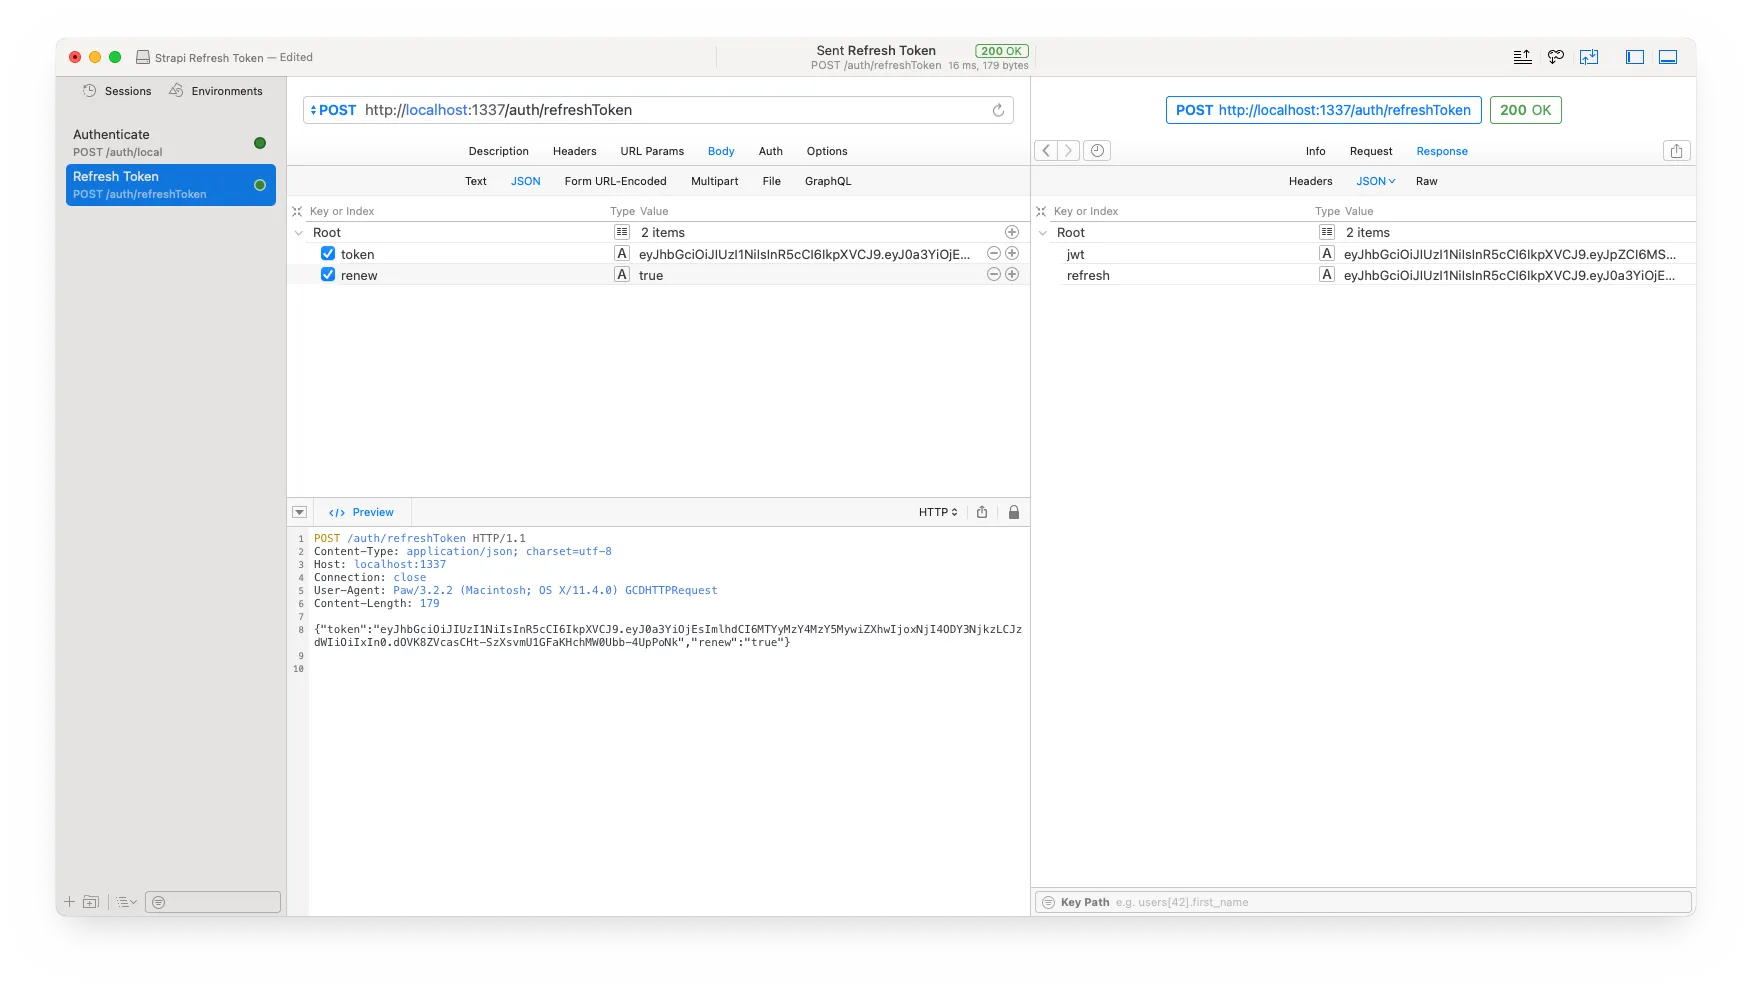 Strapi Refresh Token — Edited
Sent Refresh Token 200 OK
POST /auth/refreshToken 16 ms, 179 bytes
Sessions Environments
Authenticate
POST /auth/local
Refresh Token
POST /auth/refreshToken
POST http://localhost:1337/auth/refreshToken
Description Headers URL Params Body Auth Options
Text JSON Form URL-Encoded Multipart File GraphQL
Key or Index Type Value
Root 2 items
token A eyJhbGciOiJIUzI1NiIsInR5cCI6IkpXVCJ9.eyJ0a3YiOjE...
renew A true
</> Preview HTTP
1 POST /auth/refreshToken HTTP/1.1
2 Content-Type: application/json; charset=utf-8
3 Host: localhost:1337
4 Connection: close
5 User-Agent: Paw/3.2.2 (Macintosh; OS X/11.4.0) GCDHTTPRequest
6 Content-Length: 179
7
8 {"token":"eyJhbGciOiJIUzI1NiIsInR5cCI6IkpXVCJ9.eyJ0a3YiOjEsImlhdCI6MTYyMzY4MzY5MywiZXhwIjoxNjI4ODY3NjkzLCJz
dWIiOiIxIn0.dOVK8ZVcasCHt-SzXsvmU1GFaKHchMW0Ubb-4UpPoNk","renew":"true"}
9
10
POST http://localhost:1337/auth/refreshToken 200 OK
Info Request Response
Headers JSON Raw
Key or Index Type Value
Root 2 items
jwt A eyJhbGciOiJIUzI1NiIsInR5cCI6IkpXVCJ9.eyJpZCI6MS...
refresh A eyJhbGciOiJIUzI1NiIsInR5cCI6IkpXVCJ9.eyJ0a3YiOjE...
Key Path e.g. users[42].first_name